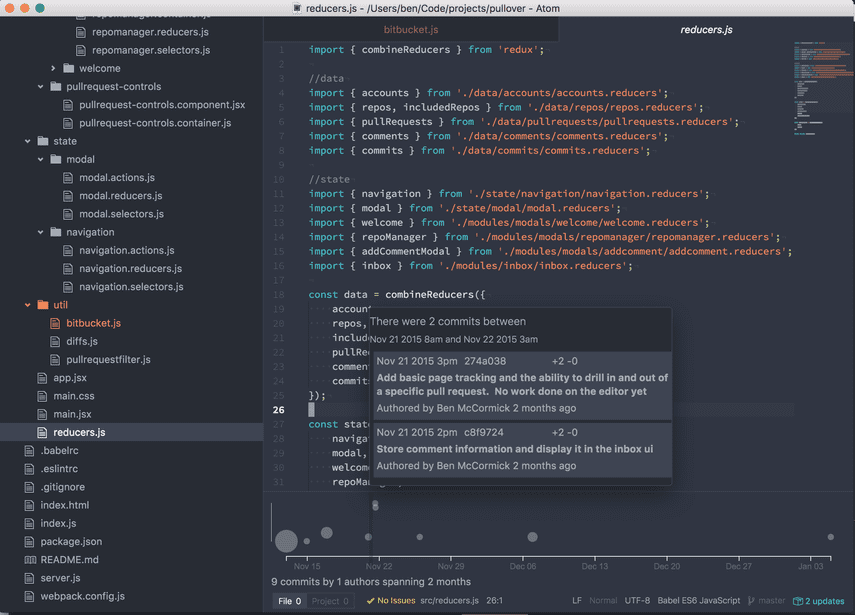 reducers.js - /Users/ben/Code/projects/pullover - Atom
repomanager.reducers.js
repomanager.selectors.js
welcome
pullrequest-controls
pullrequest-controls.component.jsx
pullrequest-controls.container.js
state
modal
modal.actions.js
modal.reducers.js
modal.selectors.js
navigation
navigation.actions.js
navigation.reducers.js
navigation.selectors.js
util
bitbucket.js
diffs.js
pullrequestfilter.js
app.jsx
main.css
main.jsx
reducers.js
.babelrc
.eslintrc
.gitignore
index.html
index.js
package.json
README.md
server.js
webpack.config.js
bitbucket.js
reducers.js
1 import { combineReducers } from 'redux';
2
3 //data
4 import { accounts } from './data/accounts/accounts.reducers';
5 import { repos, includedRepos } from './data/repos/repos.reducers';
6 import { pullRequests } from './data/pullrequests/pullrequests.reducers';
7 import { comments } from './data/comments/comments.reducers';
8 import { commits } from './data/commits/commits.reducers';
9
10 //state
11 import { navigation } from './state/navigation/navigation.reducers';
12 import { modal } from './state/modal/modal.reducers';
13 import { welcome } from './modules/modals/welcome/welcome.reducers';
14 import { repoManager } from './modules/modals/repomanager/repomanager.reducers';
15 import { addCommentModal } from './modules/modals/addcomment/addcomment.reducers';
16 import { inbox } from './modules/inbox/inbox.reducers';
17
18 const data = combineReducers({
19 account
20 repos,
21 includ
22 pullRe
23 commen
24 commit
25 });
26
27 const stat
28 naviga
29 modal,
30 welcom
31 repoMa
There were 2 commits between
Nov 21 2015 8am and Nov 22 2015 3am
Nov 21 2015 3pm 274a038 +2 -0
Add basic page tracking and the ability to drill in and out of
a specific pull request. No work done on the editor yet
Authored by Ben McCormick 2 months ago
Nov 21 2015 2pm c8f9724 +2 -0
Store comment information and display it in the inbox ui
Authored by Ben McCormick 2 months ago
Nov 15 Nov 22 Nov 29 Dec 06 Dec 13 Dec 20 Dec 27 Jan 03
9 commits by 1 authors spanning 2 months
File 0 Project 0 No Issues src/reducers.js 26:1 LF Normal UTF-8 Babel ES6 JavaScript master 2 updates